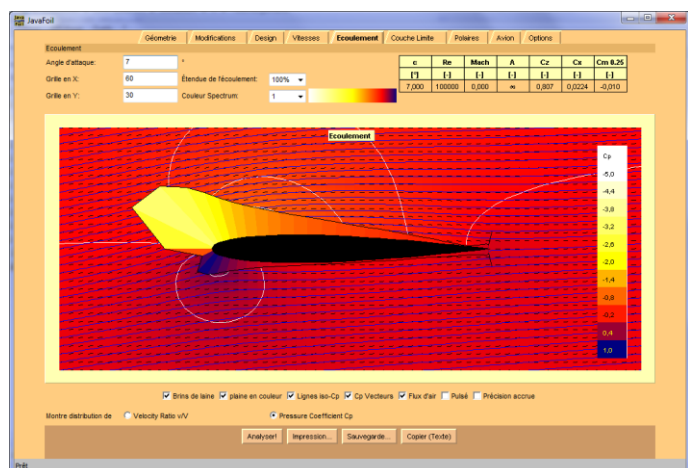 JavaFoil
Géometrie Modifications Design Vitesses Ecoulement Couche Limite Polaires Avion Options
Ecoulement
Angle d'attaque: 7 °
Grille en X: 60 Étendue de l'écoulement: 100%
Grille en Y: 30 Couleur Spectrum: 1
α Re Mach A Cz Cx Cm 0.25
[°] [-] [-] [-] [-] [-] [-]
7,000 100000 0,000 ∞ 0,807 0,0224 -0,010
Ecoulement
Cp
-5,0
-4,4
-3,8
-3,2
-2,6
-2,0
-1,4
-0,8
-0,2
0,4
1,0
Brins de laine plaine en couleur Lignes iso-Cp Cp Vecteurs Flux d'air Pulsé Précision accrue
Montre distribution de Velocity Ratio v/V Pressure Coefficient Cp
Analyser! Impression... Sauvegarde... Copier (Texte)
Prêt